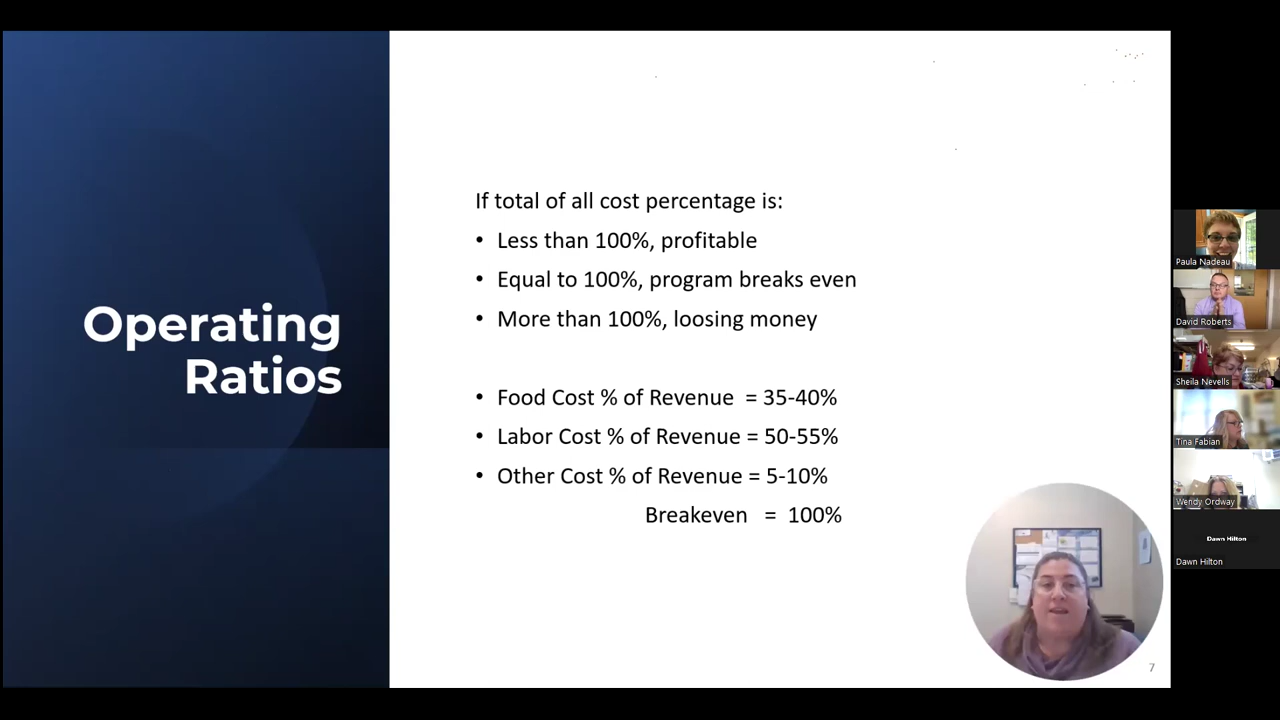 Operating
Ratios
If total of all cost percentage is:
• Less than 100%, profitable
• Equal to 100%, program breaks even
• More than 100%, loosing money
• Food Cost % of Revenue = 35-40%
• Labor Cost % of Revenue = 50-55%
• Other Cost % of Revenue = 5-10%
Breakeven = 100%
7
Paula Nadeau
David Roberts
Sheila Nevells
Tina Fabian
Wendy Ordway
Dawn Hilton
Dawn Hilton